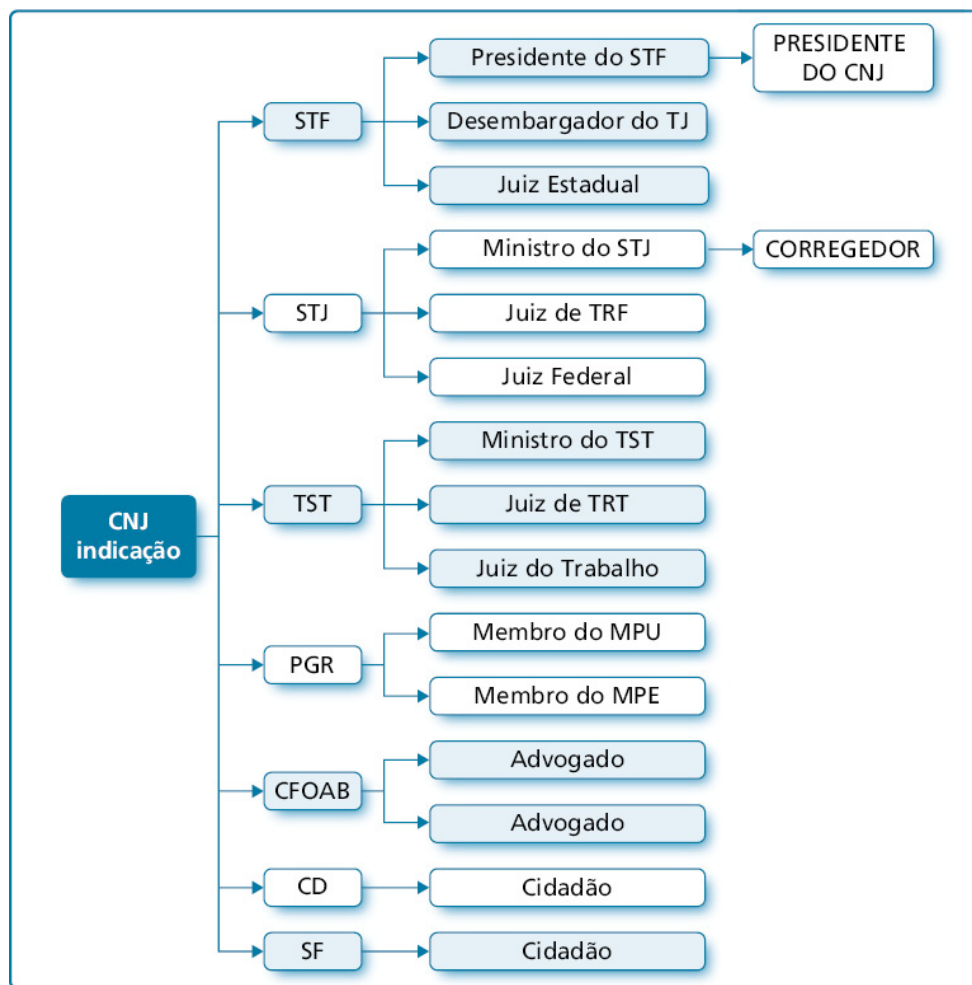 CNJ
indicação
STF
Presidente do STF
PRESIDENTE
DO CNJ
Desembargador do TJ
Juiz Estadual
STJ
Ministro do STJ
CORREGEDOR
Juiz de TRF
Juiz Federal
TST
Ministro do TST
Juiz de TRT
Juiz do Trabalho
PGR
Membro do MPU
Membro do MPE
CFOAB
Advogado
Advogado
CD
Cidadão
SF
Cidadão